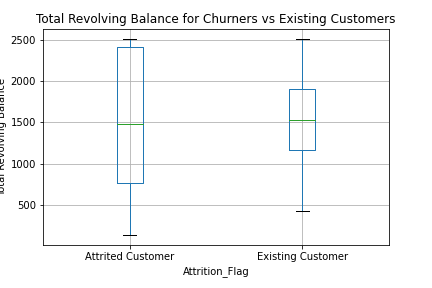 Total Revolving Balance for Churners vs Existing Customers
2500
2000
1500
1000
500
Revolving Balance
Attrited Customer Existing Customer
Attrition_Flag